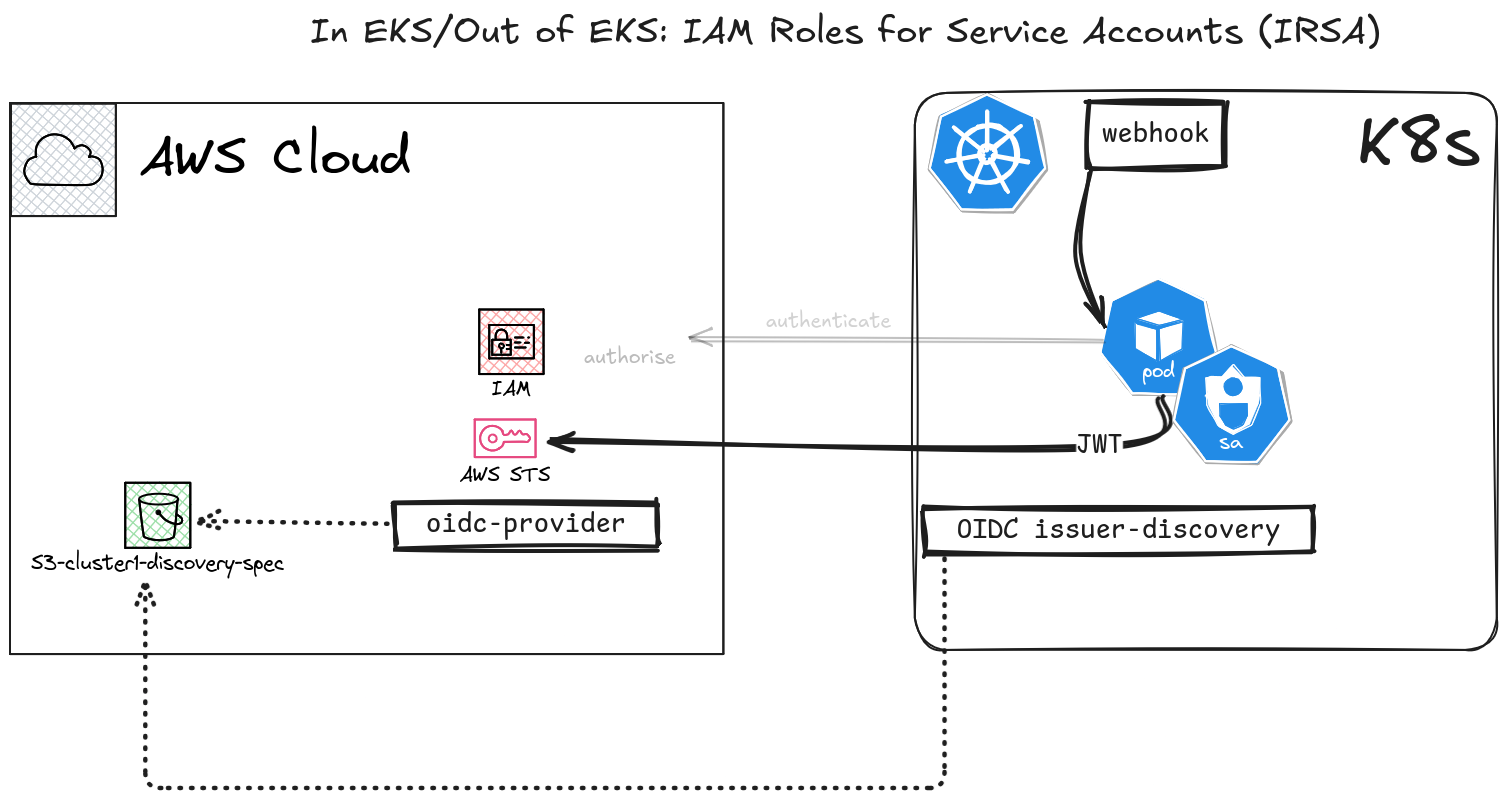 In EKS/Out of EKS: IAM Roles for Service Accounts (IRSA)
AWS Cloud
webhook
K8s
authenticate
authorise
IAM
pod
sa
JWT
AWS STS
oidc-provider
OIDC issuer-discovery
S3-cluster1-discovery-spec